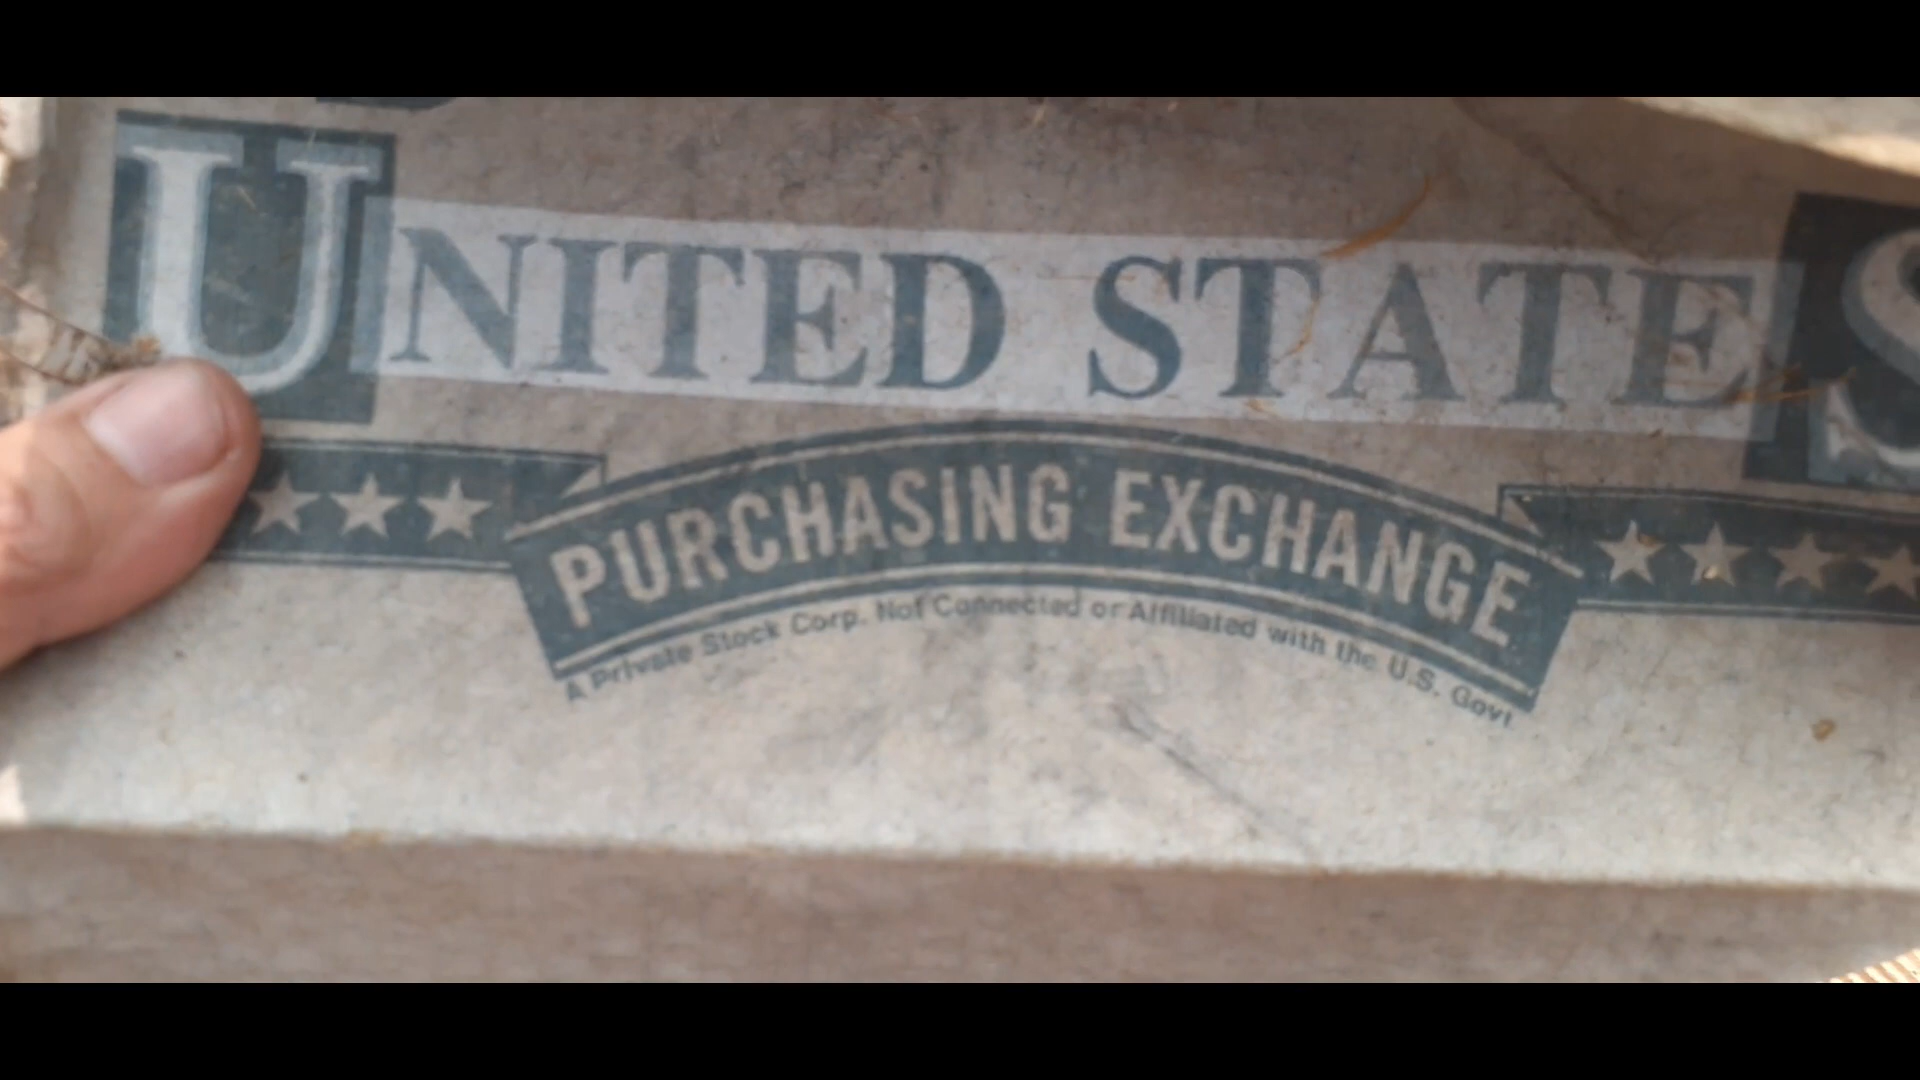 UNITED STATES
PURCHASING EXCHANGE
A Private Stock Corp. Not Connected or Affiliated with the U.S. Govt